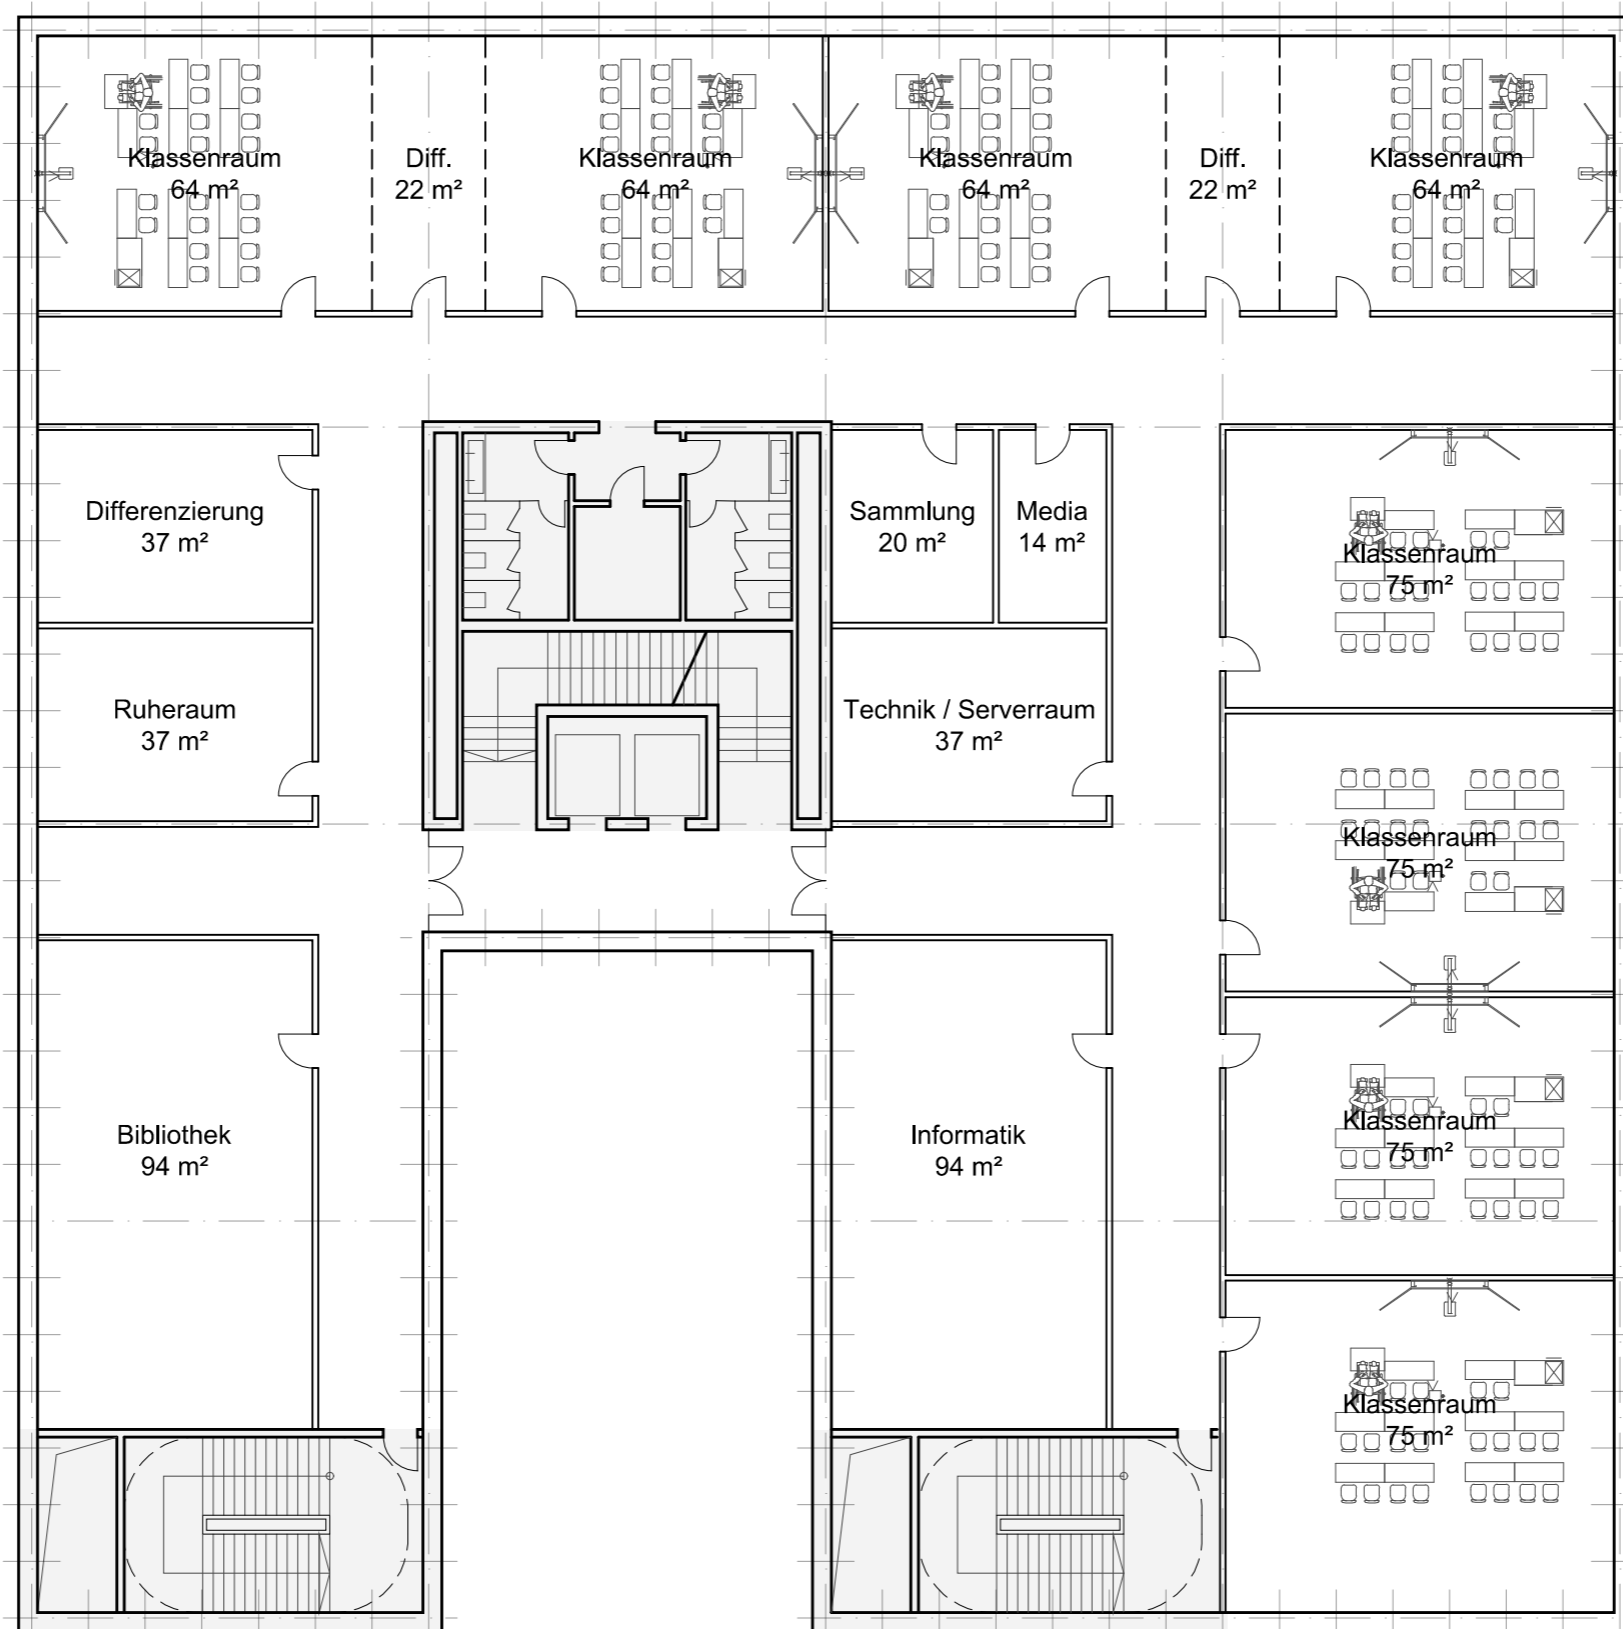 Klassenraum
64 m²
Diff.
22 m²
Klassenraum
64 m²
Klassenraum
64 m²
Diff.
22 m²
Klassenraum
64 m²
Differenzierung
37 m²
Sammlung
20 m²
Media
14 m²
Klassenraum
75 m²
Ruheraum
37 m²
Technik / Serverraum
37 m²
Klassenraum
75 m²
Bibliothek
94 m²
Informatik
94 m²
Klassenraum
75 m²
Klassenraum
75 m²